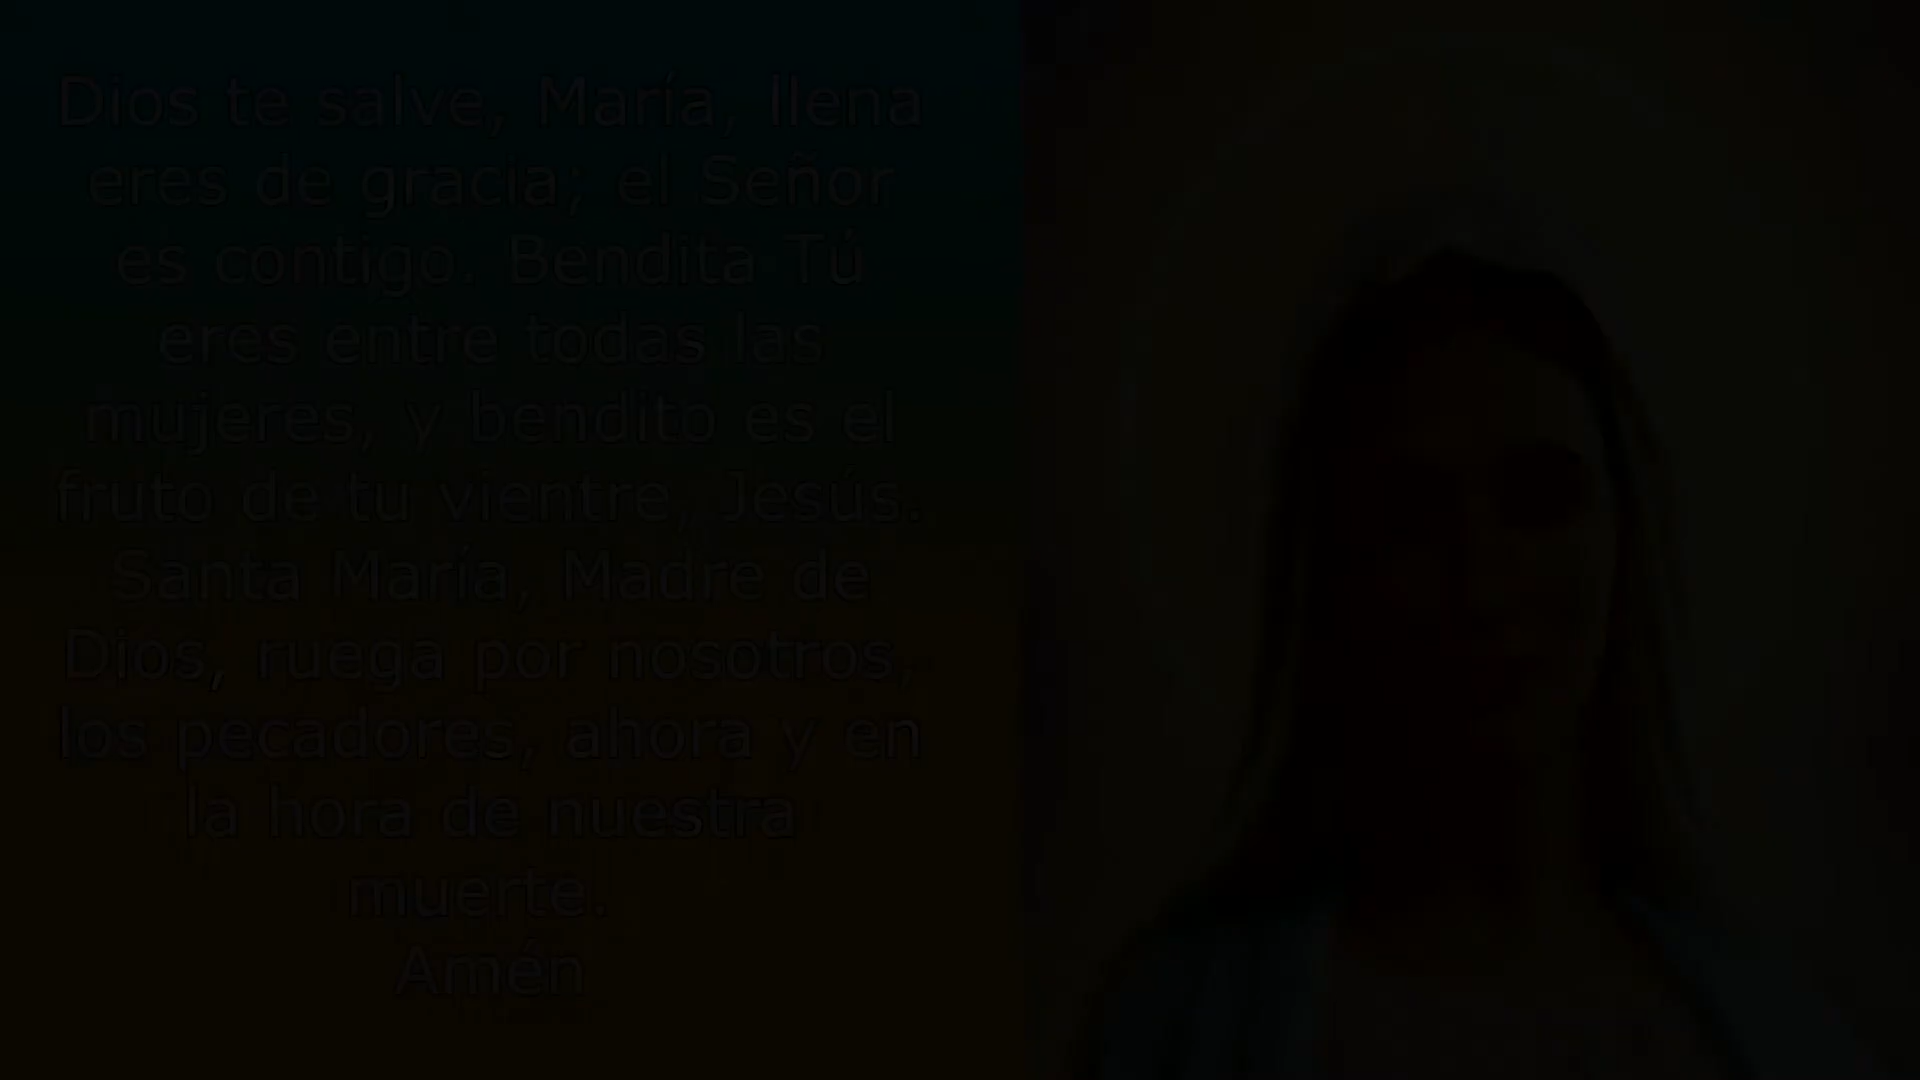 Dios te salve, María, llena
eres de gracia; el Señor
es contigo. Bendita Tú
eres entre todas las
mujeres, y bendito es el
fruto de tu vientre, Jesús.
Santa María, Madre de
Dios, ruega por nosotros,
los pecadores, ahora y en
la hora de nuestra
muerte.
Amén